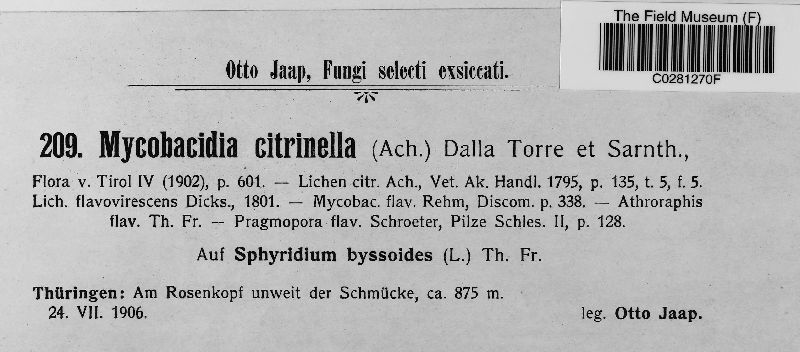 The Field Museum (F)
C0281270F
Otto Jaap, Fungi selecti exsiccati.
209. Mycobacidia citrinella (Ach.) Dalla Torre et Sarnth.,
Flora v. Tirol IV (1902), p. 601. — Lichen citr. Ach., Vet. Ak. Handl. 1795, p. 135, t. 5, f. 5.
Lich. flavovirescens Dicks., 1801. — Mycobac. flav. Rehm, Discom. p. 338. — Athroraphis
flav. Th. Fr. — Pragmopora flav. Schroeter, Pilze Schles. II, p. 128.
Auf Sphyridium byssoides (L.) Th. Fr.
Thüringen: Am Rosenkopf unweit der Schmücke, ca. 875 m.
24. VII. 1906.
leg. Otto Jaap.